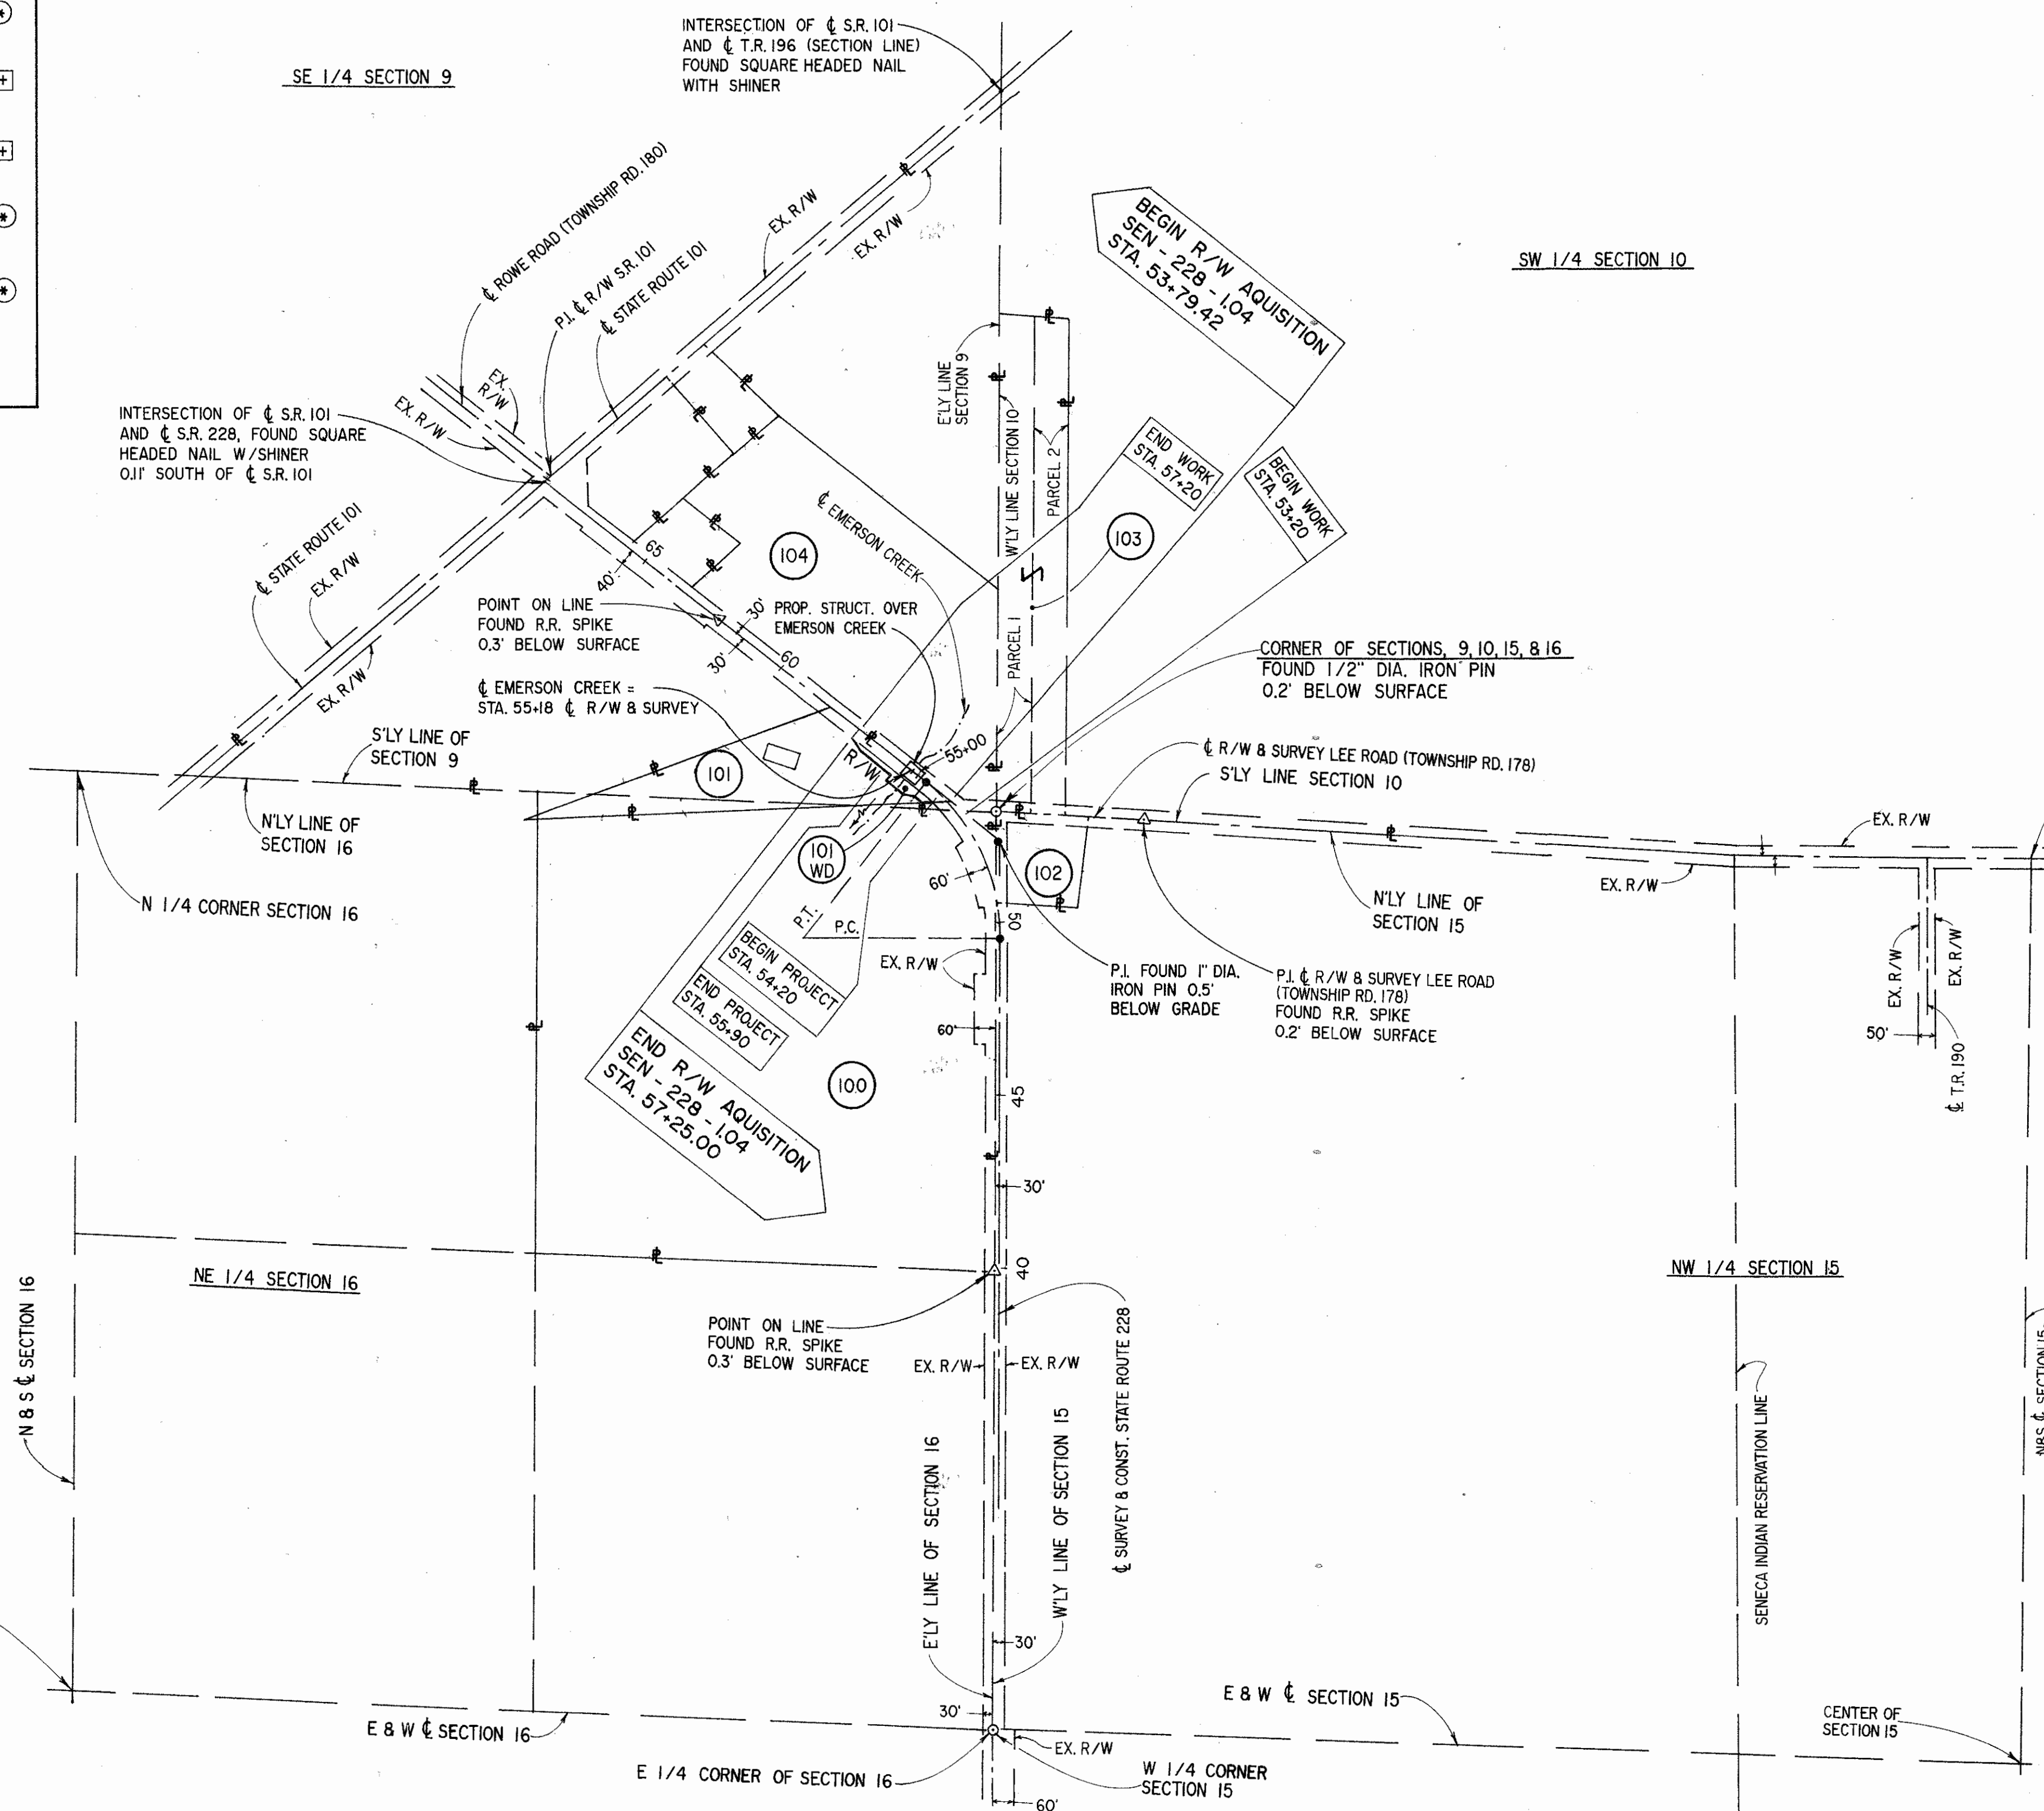 INTERSECTION OF ℄ S.R. 101
AND ℄ T.R. 196 (SECTION LINE)
FOUND SQUARE HEADED NAIL
WITH SHINER
SE 1/4 SECTION 9
SW 1/4 SECTION 10
℄ ROWE ROAD (TOWNSHIP RD. 180)
P.I. ℄ R/W S.R. 101
℄ STATE ROUTE 101
EX. R/W
EX. R/W
BEGIN R/W AQUISITION
SEN - 228 - 1.04
STA. 53+79.42
E'LY LINE
SECTION 9
W'LY LINE SECTION 10
PARCEL 2
END WORK
STA. 57+20
BEGIN WORK
STA. 53+20
EX.
R/W
EX. R/W
INTERSECTION OF ℄ S.R. 101
AND ℄ S.R. 228, FOUND SQUARE
HEADED NAIL W/SHINER
0.11' SOUTH OF ℄ S.R. 101
℄ STATE ROUTE 101
EX. R/W
EX. R/W
65
40'
104
103
℄ EMERSON CREEK
POINT ON LINE
FOUND R.R. SPIKE
0.3' BELOW SURFACE
30'
30'
60
PROP. STRUCT. OVER
EMERSON CREEK
PARCEL 1
CORNER OF SECTIONS, 9, 10, 15, & 16
FOUND 1/2" DIA. IRON PIN
0.2' BELOW SURFACE
℄ EMERSON CREEK =
STA. 55+18 ℄ R/W & SURVEY
S'LY LINE OF
SECTION 9
R/W
55+00
101
℄ R/W & SURVEY LEE ROAD (TOWNSHIP RD. 178)
S'LY LINE SECTION 10
N'LY LINE OF
SECTION 16
EX. R/W
101
WD
102
60'
EX. R/W
N 1/4 CORNER SECTION 16
N'LY LINE OF
SECTION 15
P.T.
P.C.
50
BEGIN PROJECT
STA. 54+20
END PROJECT
STA. 55+90
END R/W AQUISITION
SEN - 228 - 1.04
STA. 57+25.00
EX. R/W
60'
P.I. FOUND 1" DIA.
IRON PIN 0.5'
BELOW GRADE
P.I. ℄ R/W & SURVEY LEE ROAD
(TOWNSHIP RD. 178)
FOUND R.R. SPIKE
0.2' BELOW SURFACE
EX. R/W
EX. R/W
50'
℄ T.R. 190
100
45
30'
40
NE 1/4 SECTION 16
NW 1/4 SECTION 15
N & S ℄ SECTION 16
POINT ON LINE
FOUND R.R. SPIKE
0.3' BELOW SURFACE
EX. R/W
EX. R/W
℄ SURVEY & CONST. STATE ROUTE 228
E'LY LINE OF SECTION 16
W'LY LINE OF SECTION 15
SENECA INDIAN RESERVATION LINE
N&S ℄ SECTION 15
30'
30'
E & W ℄ SECTION 16
E & W ℄ SECTION 15
CENTER OF
SECTION 15
EX. R/W
E 1/4 CORNER OF SECTION 16
W 1/4 CORNER
SECTION 15
60'